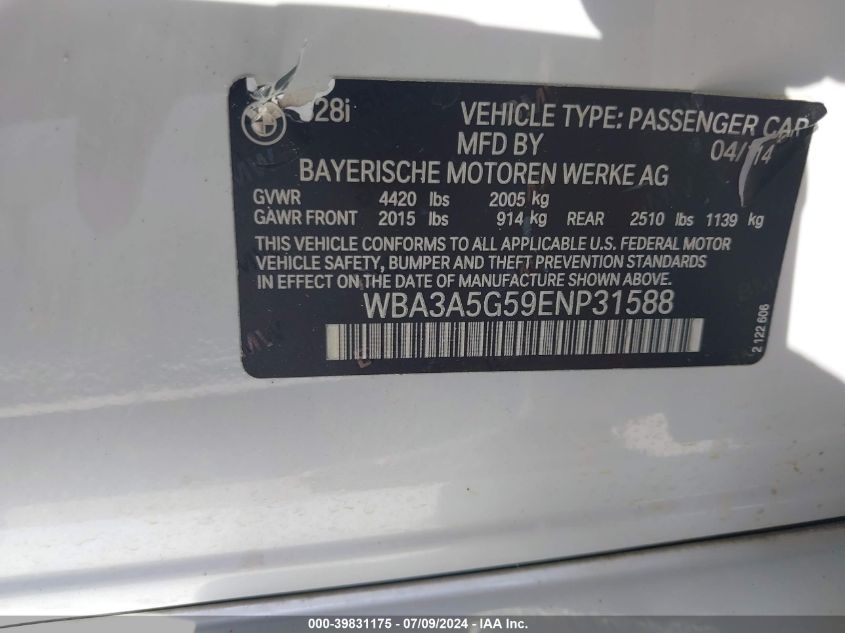 28i VEHICLE TYPE: PASSENGER CAR
MFD BY 04/14
BAYERISCHE MOTOREN WERKE AG
GVWR 4420 lbs 2005 kg
GAWR FRONT 2015 lbs 914 kg REAR 2510 lbs 1139 kg
THIS VEHICLE CONFORMS TO ALL APPLICABLE U.S. FEDERAL MOTOR
VEHICLE SAFETY, BUMPER AND THEFT PREVENTION STANDARDS
IN EFFECT ON THE DATE OF MANUFACTURE SHOWN ABOVE.
WBA3A5G59ENP31588
2 122 606
000-39831175 / 07/09/2024 - IAA Inc.